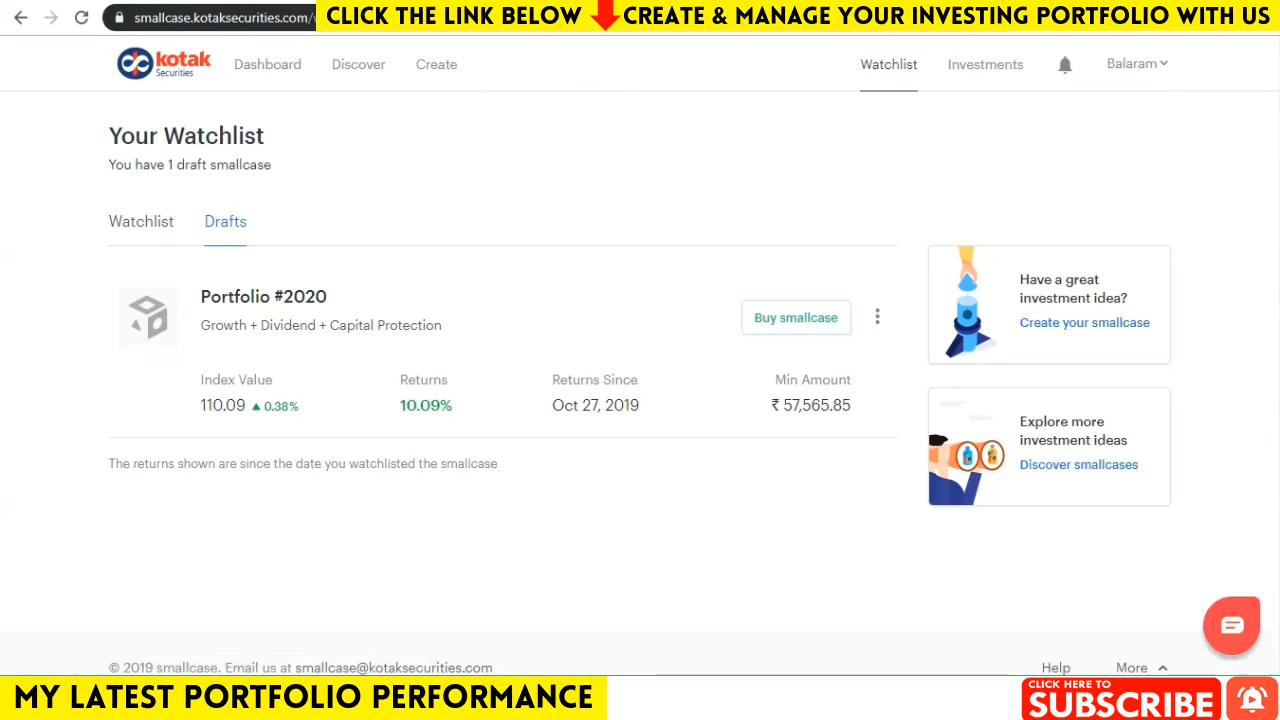 smallcase.kotaksecurities.com/
CLICK THE LINK BELOW CREATE & MANAGE YOUR INVESTING PORTFOLIO WITH US
kotak
Securities
Dashboard
Discover
Create
Watchlist
Investments
Balaram
Your Watchlist
You have 1 draft smallcase
Watchlist
Drafts
Portfolio #2020
Growth + Dividend + Capital Protection
Buy smallcase
Index Value
Returns
Returns Since
Min Amount
110.09 ▲ 0.38%
10.09%
Oct 27, 2019
₹ 57,565.85
The returns shown are since the date you watchlisted the smallcase
Have a great
investment idea?
Create your smallcase
Explore more
investment ideas
Discover smallcases
© 2019 smallcase. Email us at smallcase@kotaksecurities.com
Help
More
MY LATEST PORTFOLIO PERFORMANCE
CLICK HERE TO
SUBSCRIBE